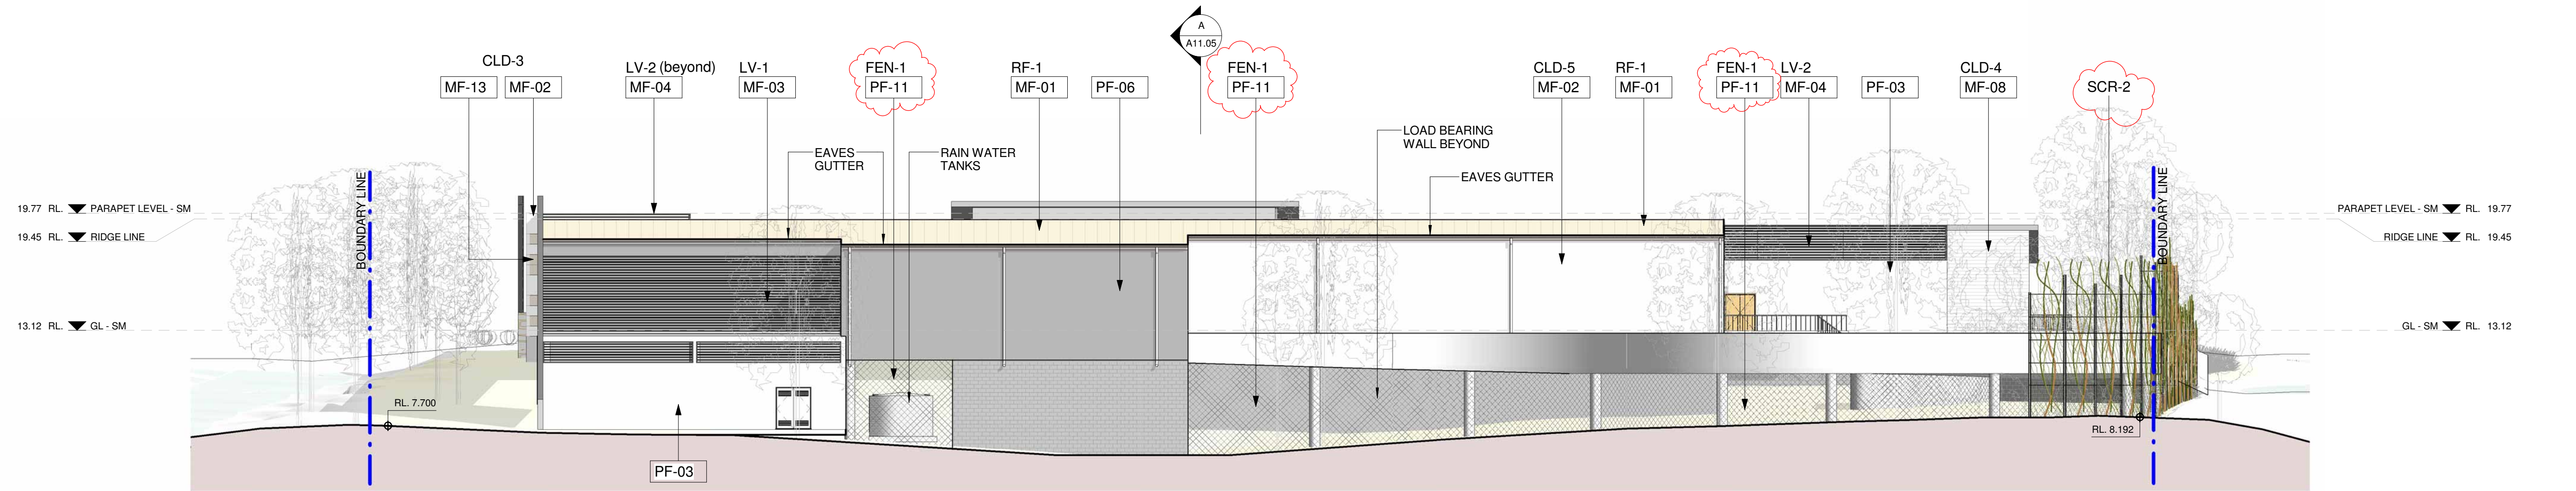 A
A11.05
CLD-3
MF-13
MF-02
LV-2 (beyond)
MF-04
LV-1
MF-03
FEN-1
PF-11
RF-1
MF-01
PF-06
FEN-1
PF-11
CLD-5
MF-02
RF-1
MF-01
FEN-1
PF-11
LV-2
MF-04
PF-03
CLD-4
MF-08
SCR-2
EAVES
GUTTER
RAIN WATER
TANKS
LOAD BEARING
WALL BEYOND
EAVES GUTTER
BOUNDARY LINE
BOUNDARY LINE
19.77 RL. PARAPET LEVEL - SM
19.45 RL. RIDGE LINE
13.12 RL. GL - SM
PARAPET LEVEL - SM RL. 19.77
RIDGE LINE RL. 19.45
GL - SM RL. 13.12
RL. 7.700
RL. 8.192
PF-03